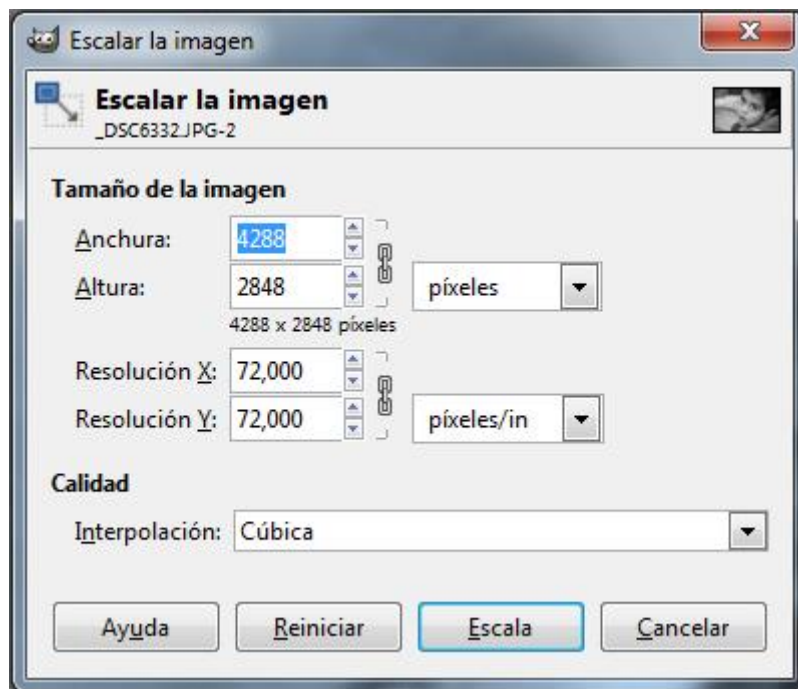 Escalar la imagen
Escalar la imagen
_DSC6332.JPG-2
Tamaño de la imagen
Anchura: 4288
Altura: 2848 píxeles
4288 x 2848 píxeles
Resolución X: 72,000
Resolución Y: 72,000 píxeles/in
Calidad
Interpolación: Cúbica
Ayuda Reiniciar Escala Cancelar